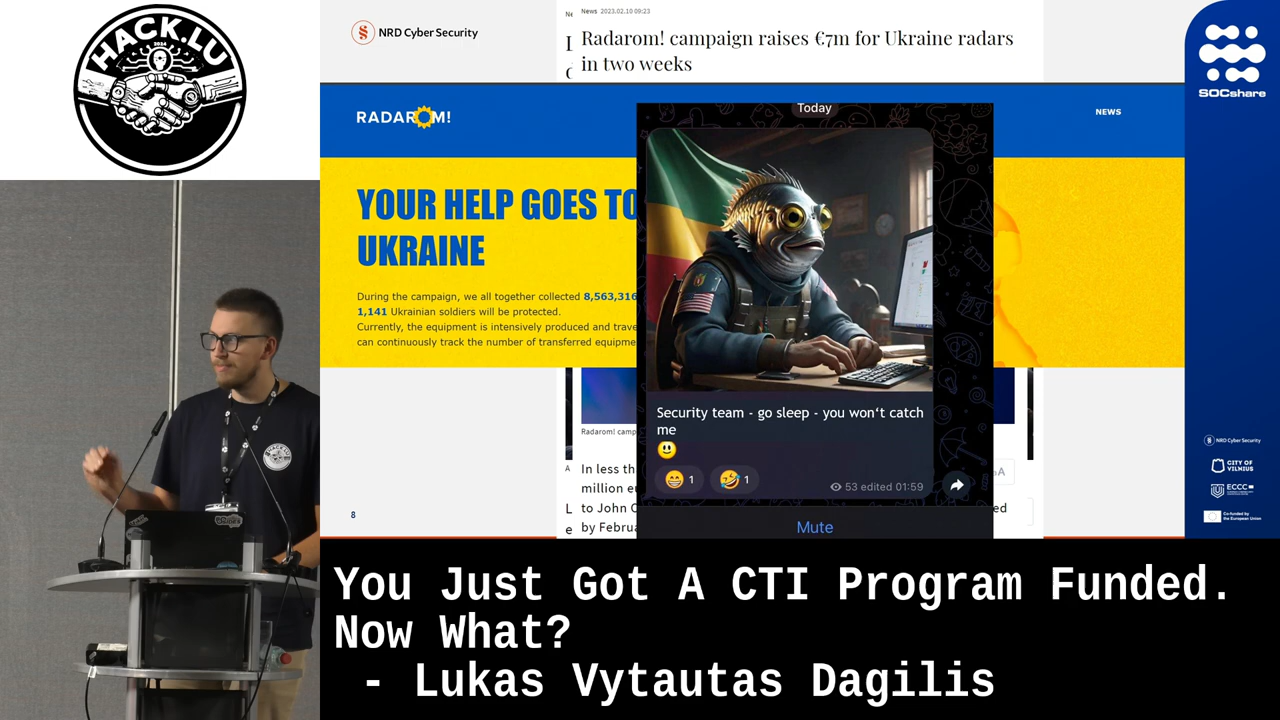 HACK.LU
2024
NRD Cyber Security
News 2023.02.10 09:23
Radarom! campaign raises €7m for Ukraine radars
in two weeks
SOCshare
RADAROM!
NEWS
Today
YOUR HELP GOES TO
UKRAINE
During the campaign, we all together collected 8,563,316
1,141 Ukrainian soldiers will be protected.
Currently, the equipment is intensively produced and trave
can continuously track the number of transferred equipme
Security team - go sleep - you won't catch
me
1 1
53 edited 01:59
Mute
Radarom! camp
In less th
million eu
to John C
by Februa
ed
8
NRD Cyber Security
CITY OF
VILNIUS
ECCC
Co-funded by
the European Union
You Just Got A CTI Program Funded.
Now What?
- Lukas Vytautas Dagilis